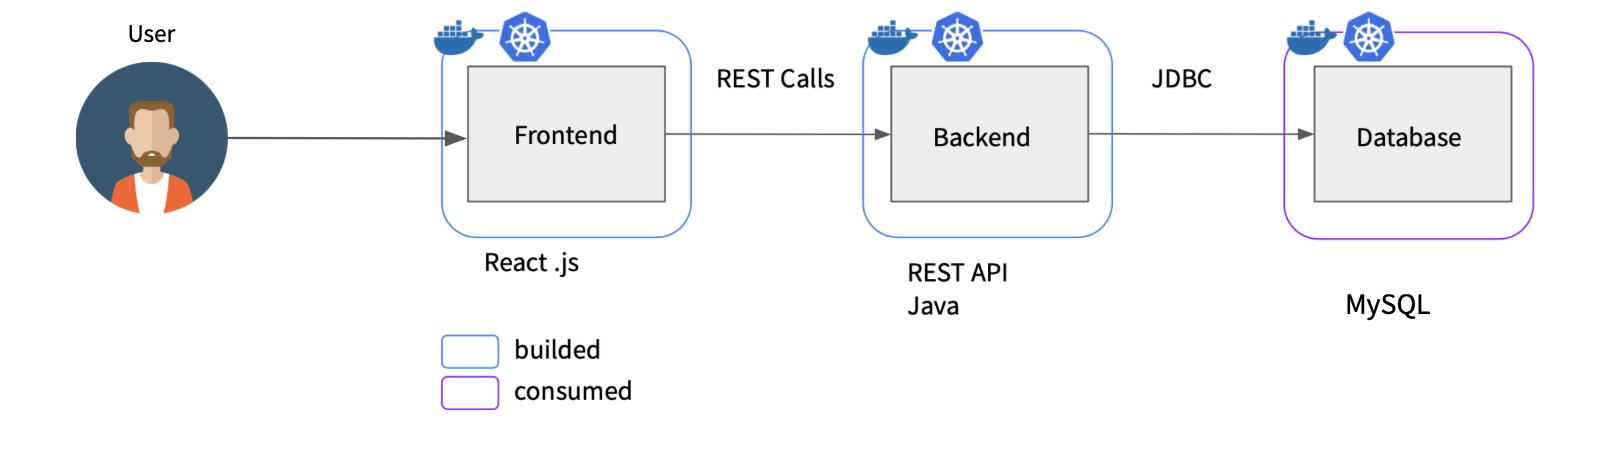 User
REST Calls
JDBC
Frontend
Backend
Database
React .js
REST API
Java
MySQL
builded
consumed